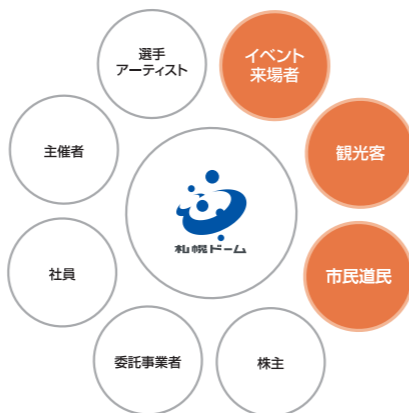 選手
アーティスト
イベント
来場者
主催者
観光客
札幌ドーム
社員
市民道民
委託事業者
株主